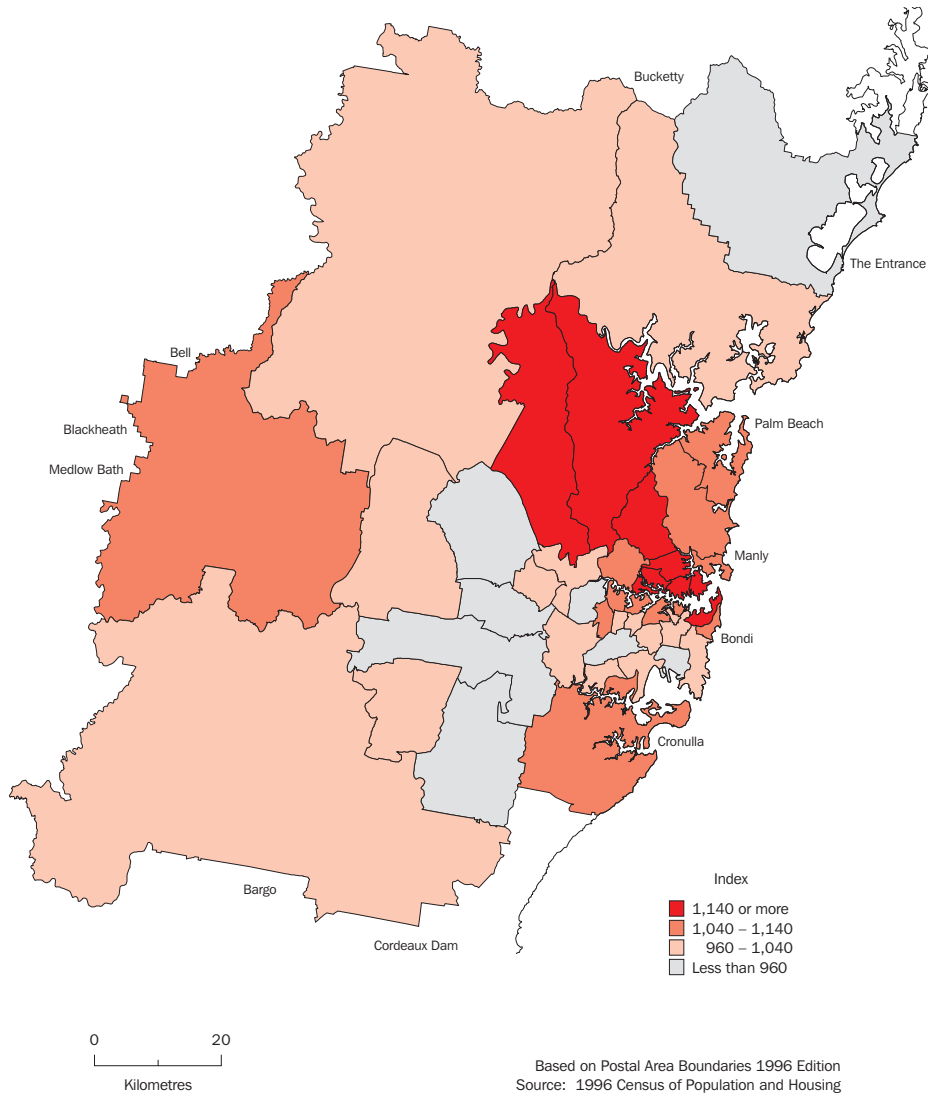 Bucketty
The Entrance
Bell
Blackheath
Palm Beach
Medlow Bath
Manly
Bondi
Cronulla
Bargo
Cordeaux Dam
Index
1,140 or more
1,040 – 1,140
960 – 1,040
Less than 960
0 20
Kilometres
Based on Postal Area Boundaries 1996 Edition
Source: 1996 Census of Population and Housing